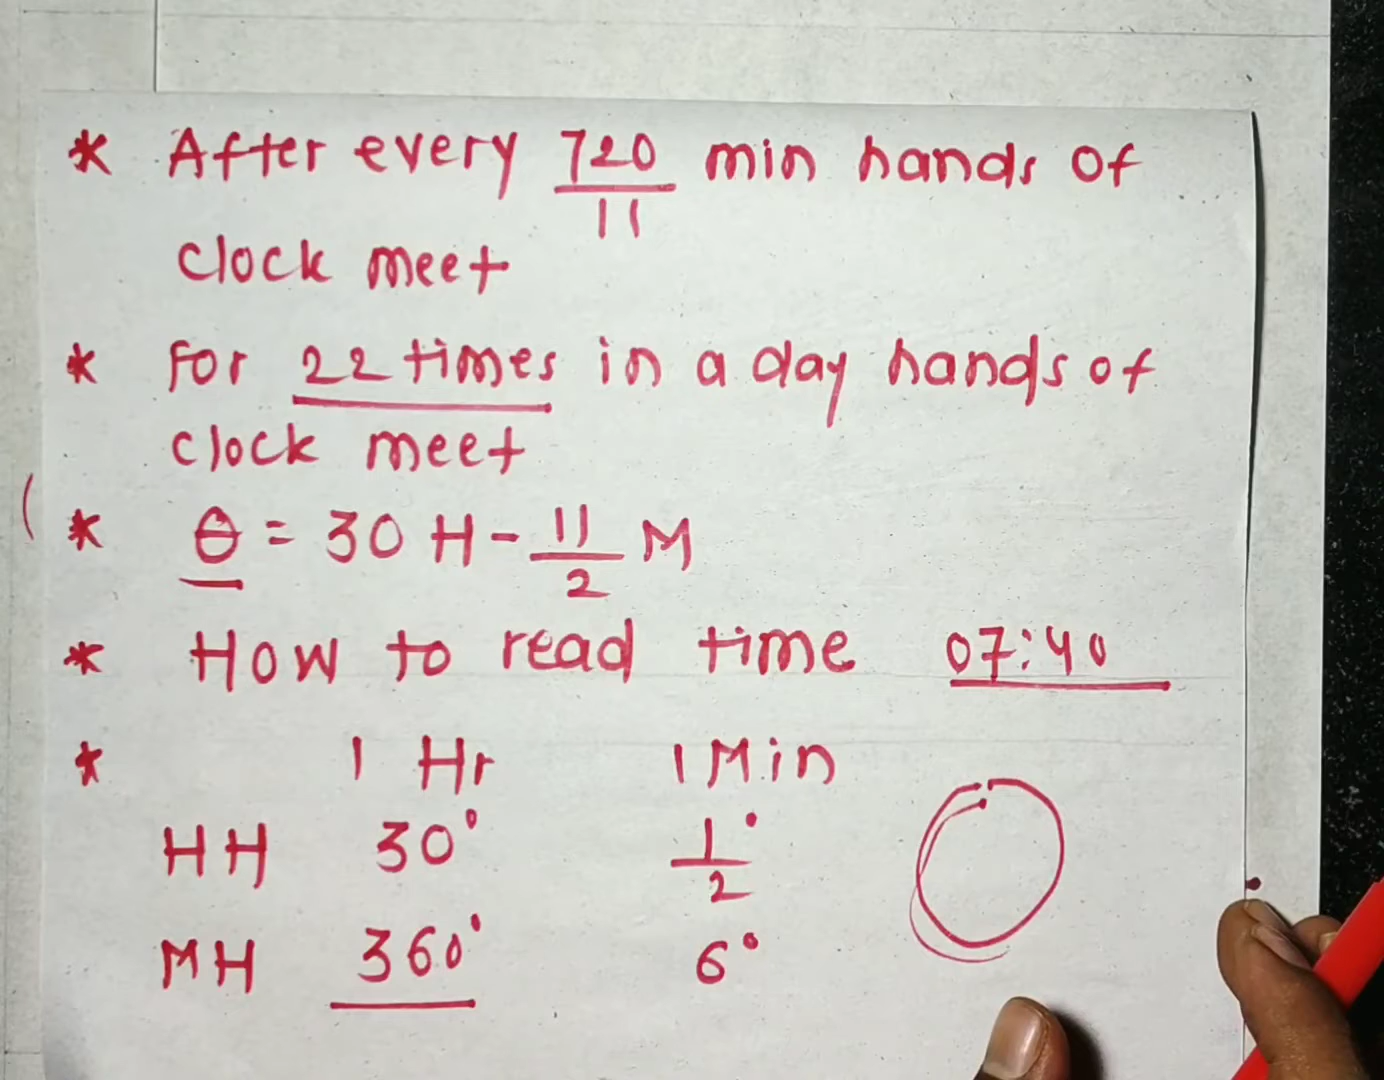 * After every 720/11 min hands of
clock meet
* For 22 times in a day hands of
clock meet
* θ = 30 H - 11/2 M
* How to read time 07:40
* 1 Hr 1 Min
HH 30° 1/2°
MH 360° 6°